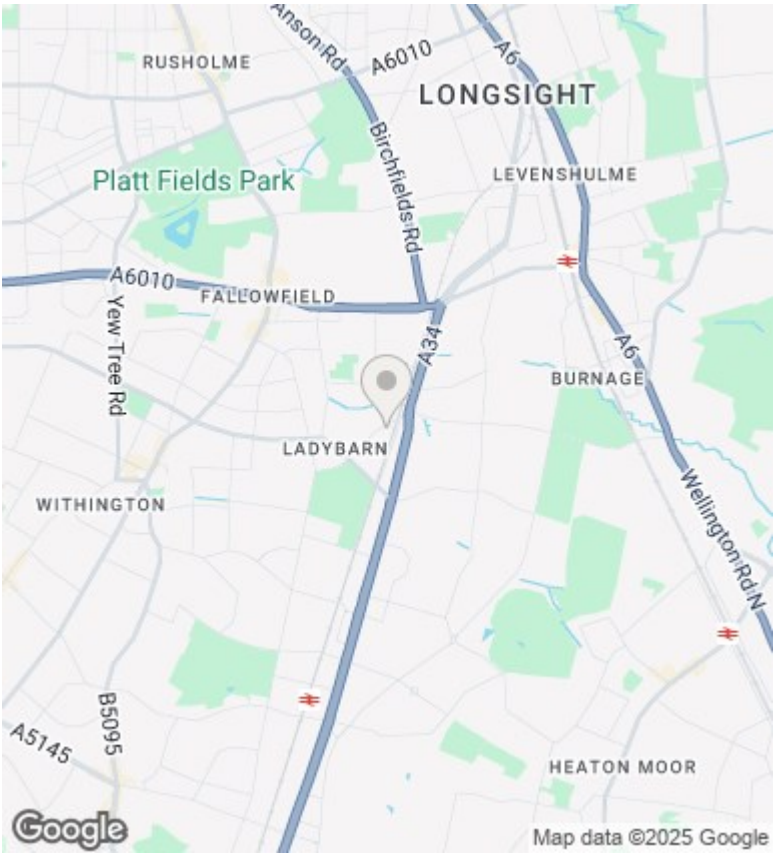 Anson Rd
A6010
A6
RUSHOLME
LONGSIGHT
Birchfields Rd
LEVENSHULME
Platt Fields Park
A6010
FALLOWFIELD
Yew Tree Rd
A34
A6
BURNAGE
LADYBARN
WITHINGTON
Wellington Rd N
B5095
A5145
HEATON MOOR
Google
Map data ©2025 Google